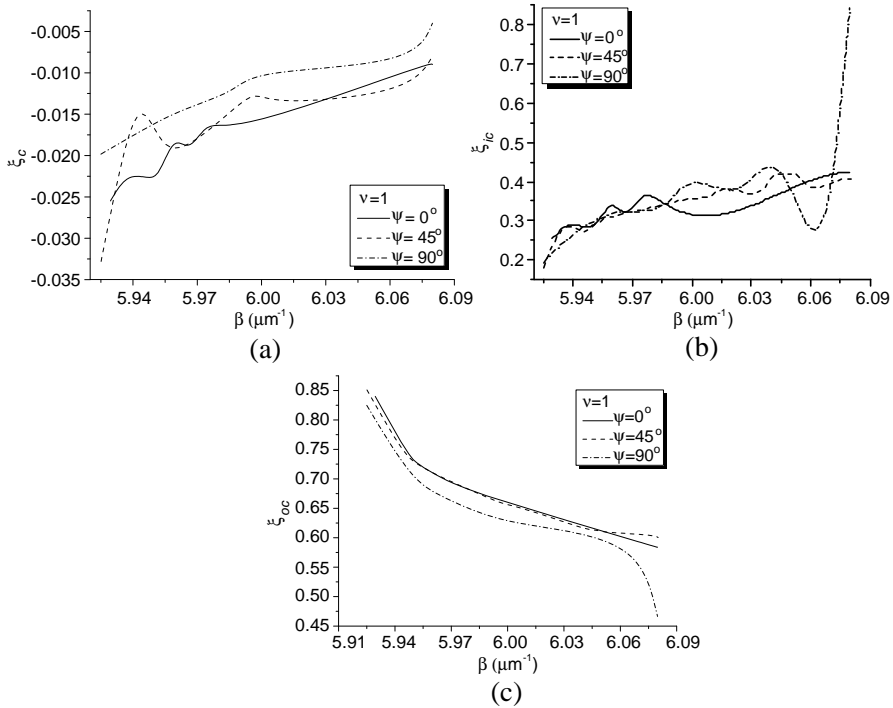 -0.005
-0.010
-0.015
-0.020
-0.025
-0.030
-0.035
ξc
ν=1
ψ= 0°
ψ= 45°
ψ= 90°
5.94 5.97 6.00 6.03 6.06 6.09
β (μm-1)
(a)
0.8
0.7
0.6
0.5
0.4
0.3
0.2
ξic
ν=1
ψ=0°
ψ=45°
ψ=90°
5.94 5.97 6.00 6.03 6.06 6.09
β (μm-1)
(b)
0.85
0.80
0.75
0.70
0.65
0.60
0.55
0.50
0.45
ξoc
ν=1
ψ=0°
ψ=45°
ψ=90°
5.91 5.94 5.97 6.00 6.03 6.06 6.09
β (μm-1)
(c)